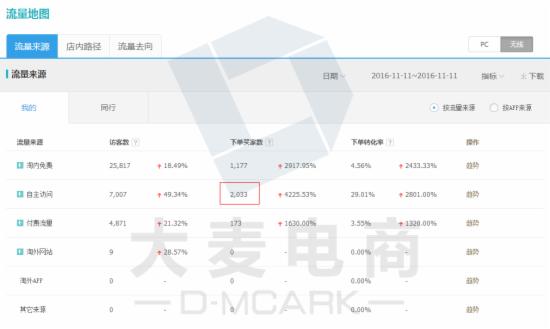 流量地图
流量来源 店内路径 流量去向 PC 无线
流量来源 日期 2016-11-11~2016-11-11 指标 下载
我的 同行 按流量来源 按APP来源
流量来源 访客数 ? 下单买家数 ? 下单转化率 ? 操作
+ 淘内免费 25,817 ↑ 18.49% 1,177 ↑ 2917.95% 4.56% ↑ 2433.33% 趋势
+ 自主访问 7,007 ↑ 49.34% 2,033 ↑ 4225.53% 29.01% ↑ 2801.00% 趋势
+ 付费流量 4,871 ↑ 21.32% 173 ↑ 1630.00% 3.55% ↑ 1320.00% 趋势
+ 淘外网站 9 ↑ 28.57% 0 - 0.00% - 趋势
淘外APP 0 - 0 - 0.00% - 趋势
其它来源 0 - 0 - 0.00% - 趋势
大麦电商
D-MCARK